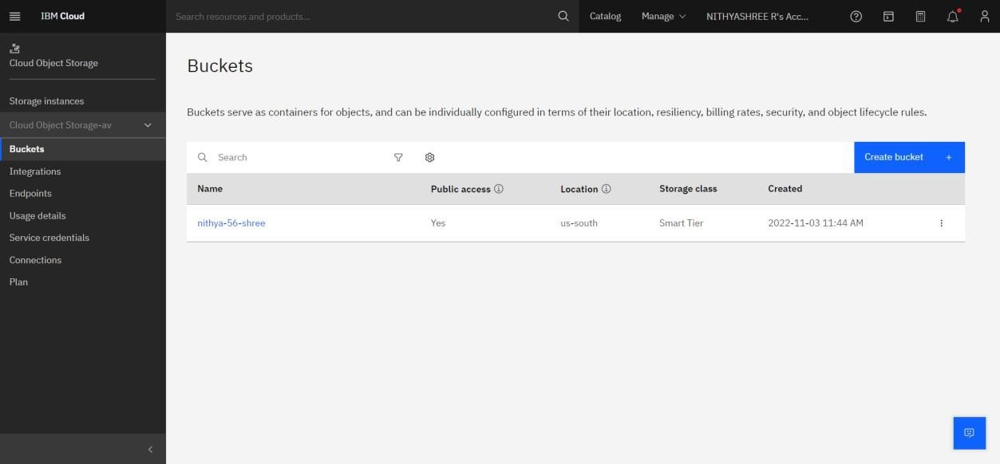 IBM Cloud
Search resources and products...
Catalog
Manage
NITHYASHREE R's Acc...
Cloud Object Storage
Storage instances
Cloud Object Storage-av
Buckets
Integrations
Endpoints
Usage details
Service credentials
Connections
Plan
Buckets
Buckets serve as containers for objects, and can be individually configured in terms of their location, resiliency, billing rates, security, and object lifecycle rules.
Search
Create bucket +
Name Public access Location Storage class Created
nithya-56-shree Yes us-south Smart Tier 2022-11-03 11:44 AM